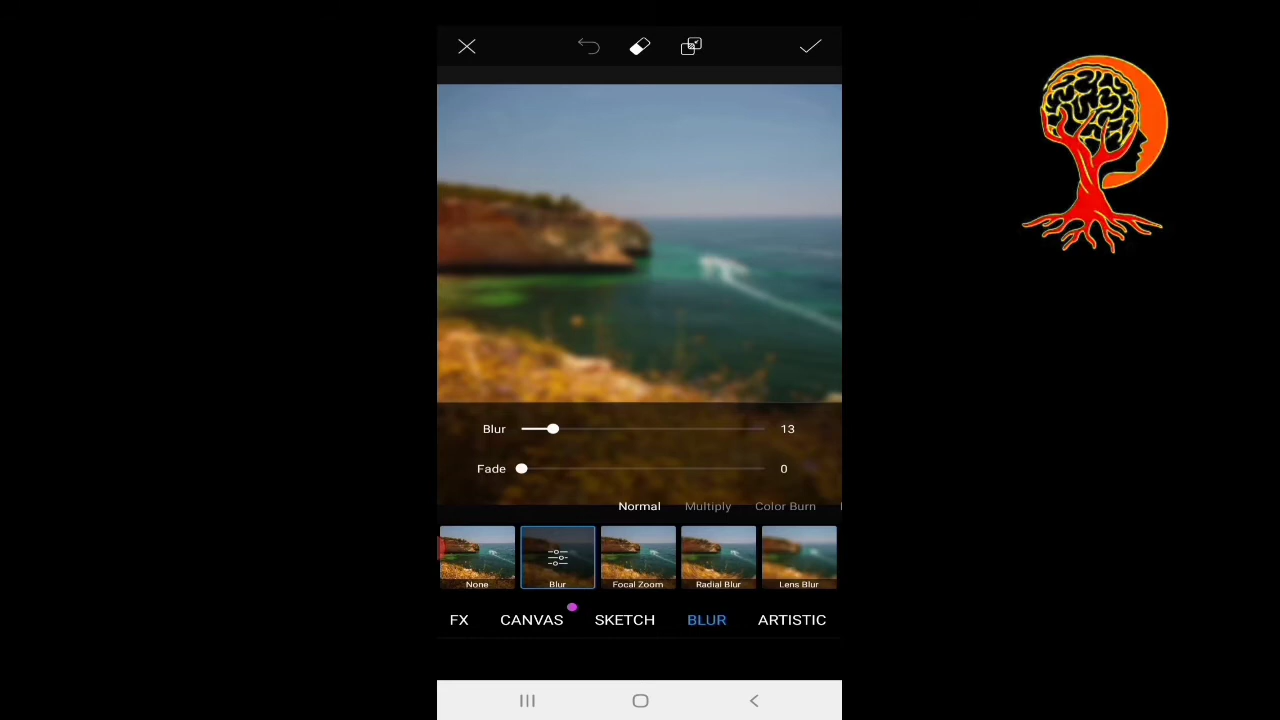 Blur 13
Fade 0
Normal Multiply Color Burn
None Blur Focal Zoom Radial Blur Lens Blur
FX CANVAS SKETCH BLUR ARTISTIC